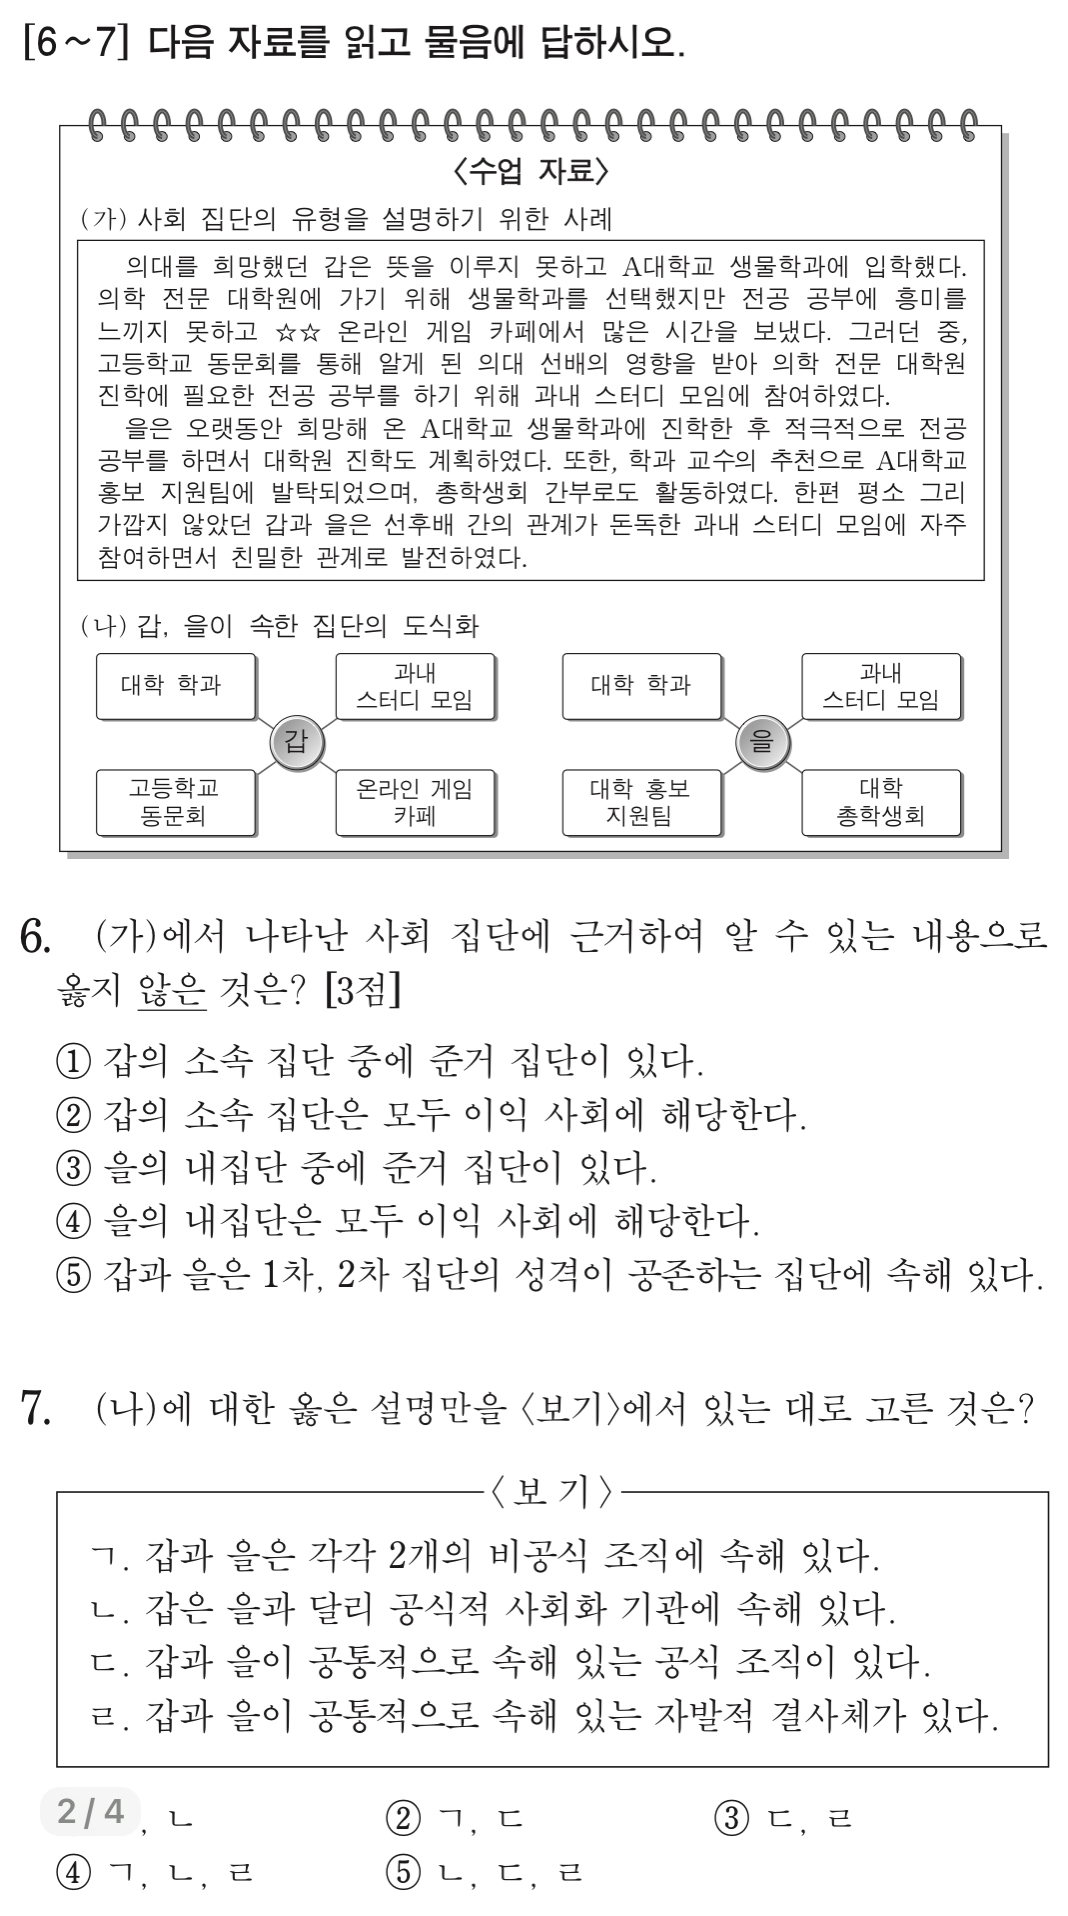 [6～7] 다음 자료를 읽고 물음에 답하시오.
〈수업 자료〉
(가) 사회 집단의 유형을 설명하기 위한 사례
의대를 희망했던 갑은 뜻을 이루지 못하고 A대학교 생물학과에 입학했다.
의학 전문 대학원에 가기 위해 생물학과를 선택했지만 전공 공부에 흥미를
느끼지 못하고 ☆☆ 온라인 게임 카페에서 많은 시간을 보냈다. 그러던 중,
고등학교 동문회를 통해 알게 된 의대 선배의 영향을 받아 의학 전문 대학원
진학에 필요한 전공 공부를 하기 위해 과내 스터디 모임에 참여하였다.
을은 오랫동안 희망해 온 A대학교 생물학과에 진학한 후 적극적으로 전공
공부를 하면서 대학원 진학도 계획하였다. 또한, 학과 교수의 추천으로 A대학교
홍보 지원팀에 발탁되었으며, 총학생회 간부로도 활동하였다. 한편 평소 그리
가깝지 않았던 갑과 을은 선후배 간의 관계가 돈독한 과내 스터디 모임에 자주
참여하면서 친밀한 관계로 발전하였다.
(나) 갑, 을이 속한 집단의 도식화
대학 학과
과내
스터디 모임
갑
고등학교
동문회
온라인 게임
카페
대학 학과
과내
스터디 모임
을
대학 홍보
지원팀
대학
총학생회
6. (가)에서 나타난 사회 집단에 근거하여 알 수 있는 내용으로
옳지 않은 것은? [3점]
① 갑의 소속 집단 중에 준거 집단이 있다.
② 갑의 소속 집단은 모두 이익 사회에 해당한다.
③ 을의 내집단 중에 준거 집단이 있다.
④ 을의 내집단은 모두 이익 사회에 해당한다.
⑤ 갑과 을은 1차, 2차 집단의 성격이 공존하는 집단에 속해 있다.
7. (나)에 대한 옳은 설명만을 〈보기〉에서 있는 대로 고른 것은?
〈보기〉
ㄱ. 갑과 을은 각각 2개의 비공식 조직에 속해 있다.
ㄴ. 갑은 을과 달리 공식적 사회화 기관에 속해 있다.
ㄷ. 갑과 을이 공통적으로 속해 있는 공식 조직이 있다.
ㄹ. 갑과 을이 공통적으로 속해 있는 자발적 결사체가 있다.
2 / 4 , ㄴ ② ㄱ, ㄷ ③ ㄷ, ㄹ
④ ㄱ, ㄴ, ㄹ ⑤ ㄴ, ㄷ, ㄹ